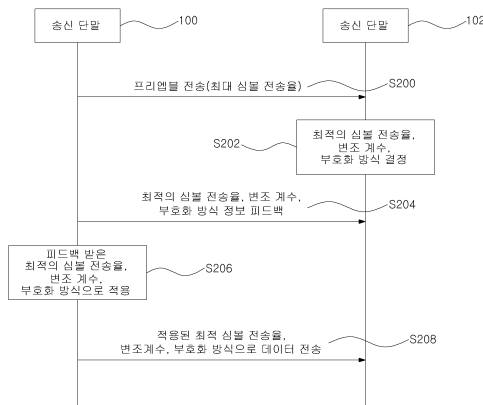 송신 단말
100
송신 단말
102
프리엠블 전송(최대 심볼 전송율)
S200
S202
최적의 심볼 전송율,
변조 계수,
부호화 방식 결정
최적의 심볼 전송율, 변조 계수,
부호화 방식 정보 피드백
S204
피드백 받은
최적의 심볼 전송율,
변조 계수,
부호화 방식으로 적용
S206
적용된 최적 심볼 전송율,
변조계수, 부호화 방식으로 데이터 전송
S208